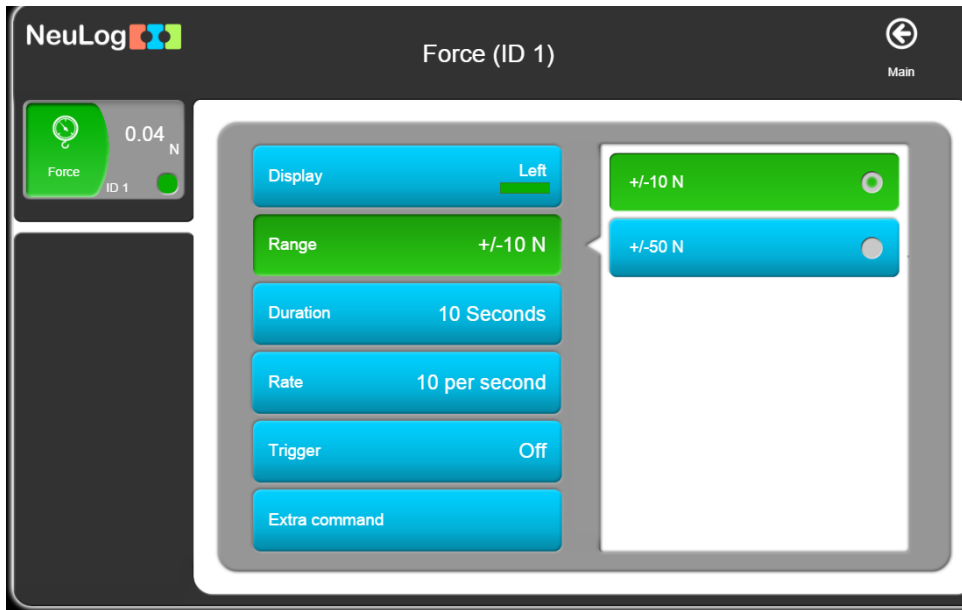 NeuLog
Force (ID 1)
Main
0.04 N
Force
ID 1
Display Left
Range +/-10 N
Duration 10 Seconds
Rate 10 per second
Trigger Off
Extra command
+/-10 N
+/-50 N